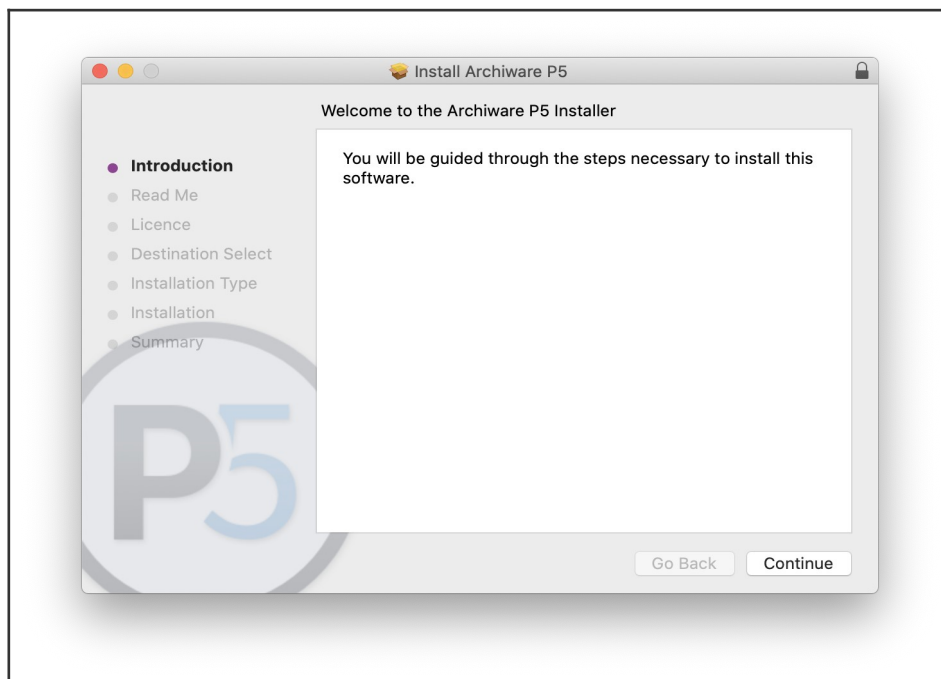 Install Archiware P5
Welcome to the Archiware P5 Installer
Introduction
Read Me
Licence
Destination Select
Installation Type
Installation
Summary
You will be guided through the steps necessary to install this
software.
P5
Go Back
Continue